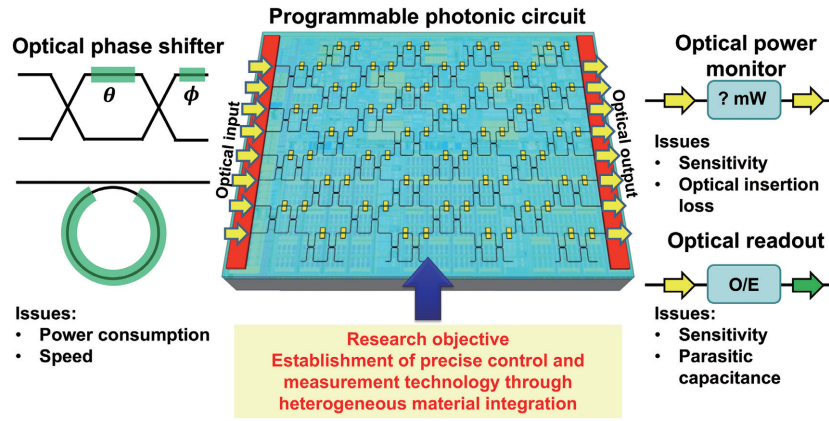 Programmable photonic circuit
Optical phase shifter
θ
ϕ
Issues:
• Power consumption
• Speed
Optical input
Optical output
Research objective
Establishment of precise control and
measurement technology through
heterogeneous material integration
Optical power
monitor
? mW
Issues
• Sensitivity
• Optical insertion
loss
Optical readout
O/E
Issues:
• Sensitivity
• Parasitic
capacitance